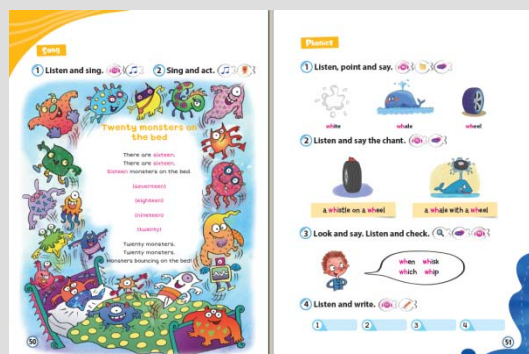 Song
1 Listen and sing.
2 Sing and act.
Twenty monsters on
the bed
There are sixteen.
There are sixteen.
Sixteen monsters on the bed.
(seventeen)
(eighteen)
(nineteen)
(twenty)
Twenty monsters.
Twenty monsters.
Monsters bouncing on the bed!
50
Phonics
1 Listen, point and say.
white
whale
wheel
2 Listen and say the chant.
a whistle on a wheel
a whale with a wheel
3 Look and say. Listen and check.
when whisk
which whip
4 Listen and write.
1
2
3
4
51